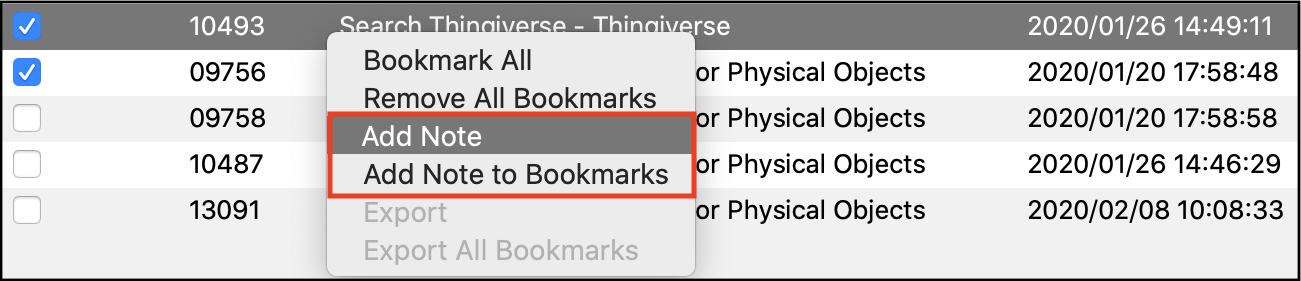 10493 Search Thingiverse - Thingiverse 2020/01/26 14:49:11
Bookmark All
09756 or Physical Objects 2020/01/20 17:58:48
Remove All Bookmarks
09758 or Physical Objects 2020/01/20 17:58:58
Add Note
10487 or Physical Objects 2020/01/26 14:46:29
Add Note to Bookmarks
13091 or Physical Objects 2020/02/08 10:08:33
Export
Export All Bookmarks